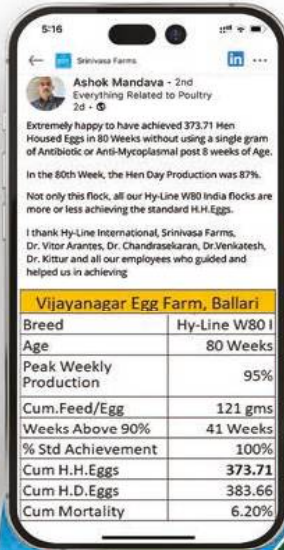 5:16
Srinivasa Farms
in
Ashok Mandava - 2nd
Everything Related to Poultry
2d •
Extremely happy to have achieved 373.71 Hen
Housed Eggs in 80 Weeks without using a single gram
of Antibiotic or Anti-Mycoplasmal post 8 weeks of Age.
In the 80th Week, the Hen Day Production was 87%.
Not only this flock, all our Hy-Line W80 India flocks are
more or less achieving the standard H.H.Eggs.
I thank Hy-Line International, Srinivasa Farms,
Dr. Vitor Arantes, Dr. Chandrasekaran, Dr.Venkatesh,
Dr. Kittur and all our employees who guided and
helped us in achieving
Vijayanagar Egg Farm, Ballari
Breed Hy-Line W80 I
Age 80 Weeks
Peak Weekly
Production 95%
Cum.Feed/Egg 121 gms
Weeks Above 90% 41 Weeks
% Std Achievement 100%
Cum H.H.Eggs 373.71
Cum H.D.Eggs 383.66
Cum Mortality 6.20%